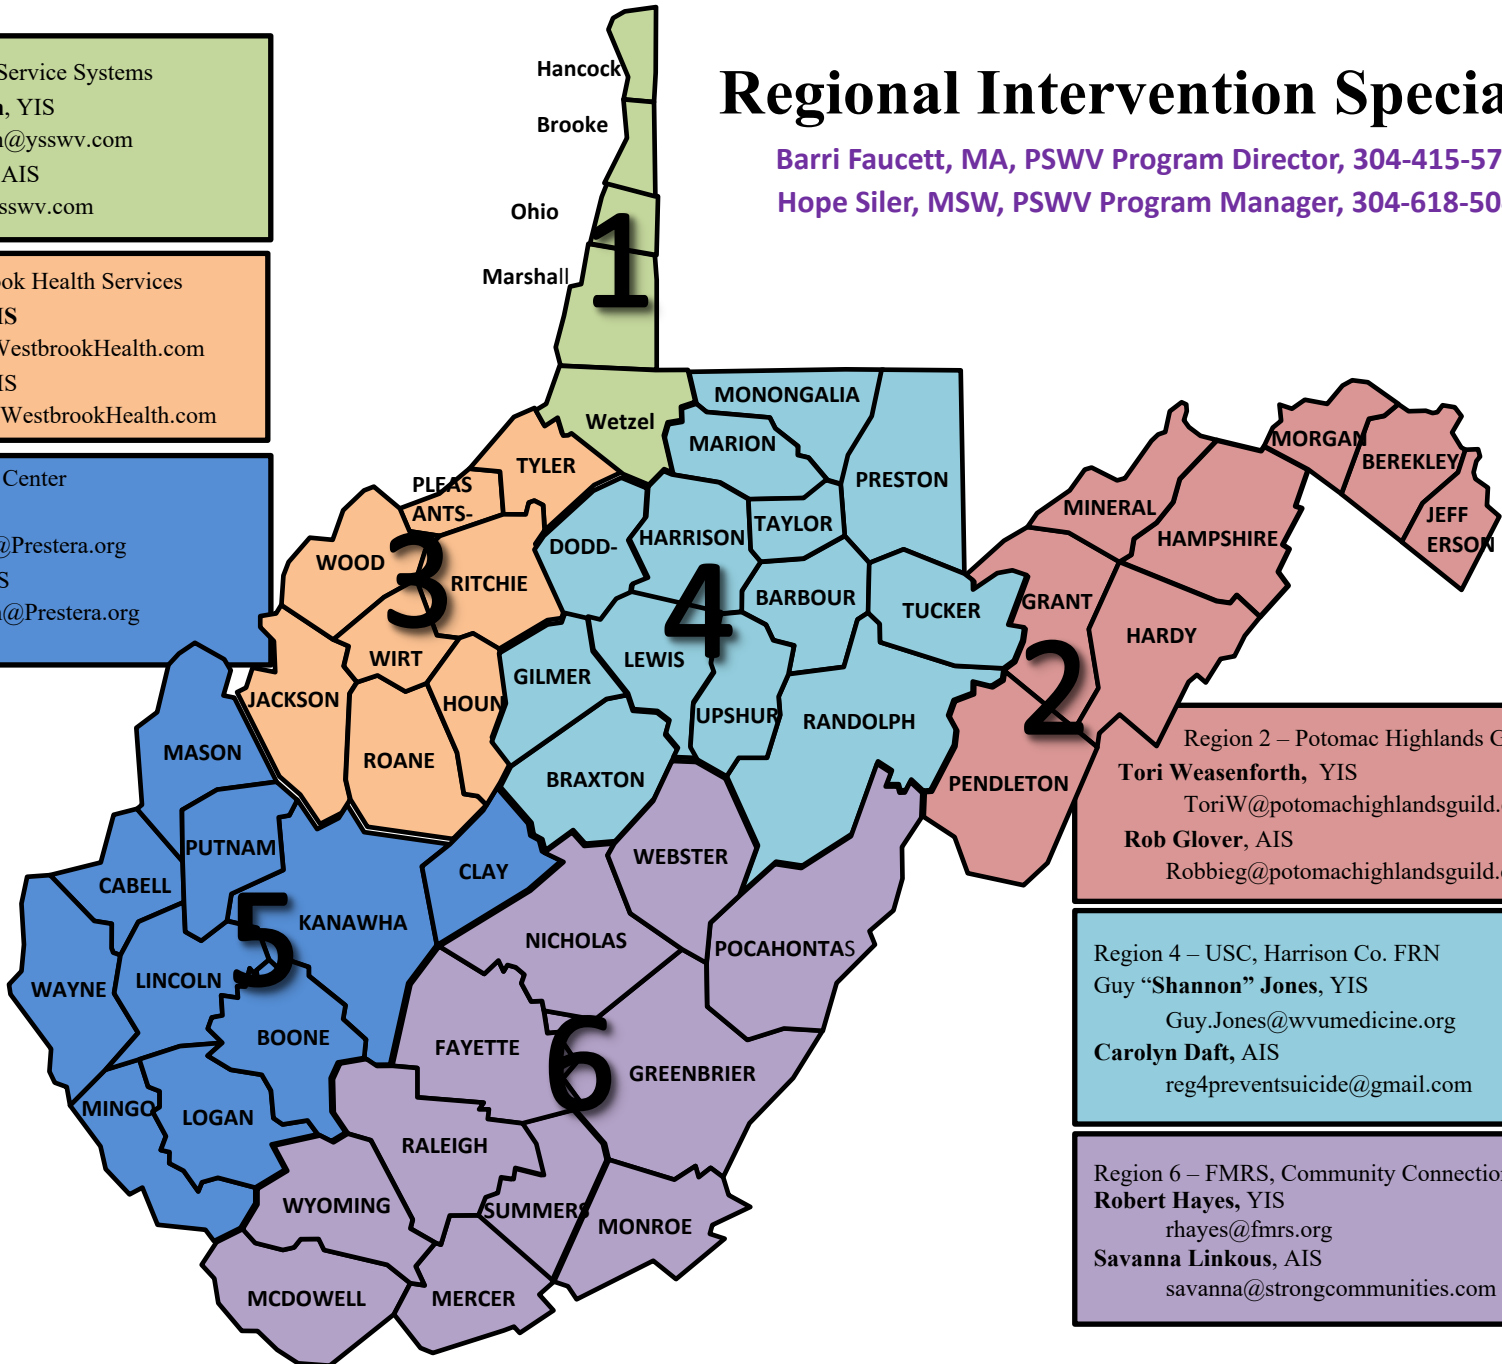 Regional Intervention Specia
Barri Faucett, MA, PSWV Program Director, 304-415-57
Hope Siler, MSW, PSWV Program Manager, 304-618-50
Service Systems
, YIS
@ysswv.com
AIS
sswv.com
ok Health Services
IS
WestbrookHealth.com
IS
WestbrookHealth.com
Center
@Prestera.org
S
@Prestera.org
Hancock
Brooke
Ohio
1
Marshall
Wetzel
MONONGALIA
MARION
PRESTON
TYLER
PLEAS
ANTS-
WOOD
3
RITCHIE
WIRT
JACKSON
HOUN
ROANE
DODD-
HARRISON
TAYLOR
4
BARBOUR
TUCKER
LEWIS
GILMER
UPSHUR
RANDOLPH
BRAXTON
MORGAN
BEREKLEY
JEFF
ERSON
MINERAL
HAMPSHIRE
GRANT
HARDY
2
PENDLETON
MASON
PUTNAM
CABELL
CLAY
5
KANAWHA
WAYNE
LINCOLN
BOONE
MINGO
LOGAN
WEBSTER
NICHOLAS
POCAHONTAS
6
FAYETTE
GREENBRIER
RALEIGH
WYOMING
SUMMERS
MONROE
MCDOWELL
MERCER
Region 2 – Potomac Highlands G
Tori Weasenforth, YIS
ToriW@potomachighlandsguild.
Rob Glover, AIS
Robbieg@potomachighlandsguild.
Region 4 – USC, Harrison Co. FRN
Guy “Shannon” Jones, YIS
Guy.Jones@wvumedicine.org
Carolyn Daft, AIS
reg4preventsuicide@gmail.com
Region 6 – FMRS, Community Connection
Robert Hayes, YIS
rhayes@fmrs.org
Savanna Linkous, AIS
savanna@strongcommunities.com